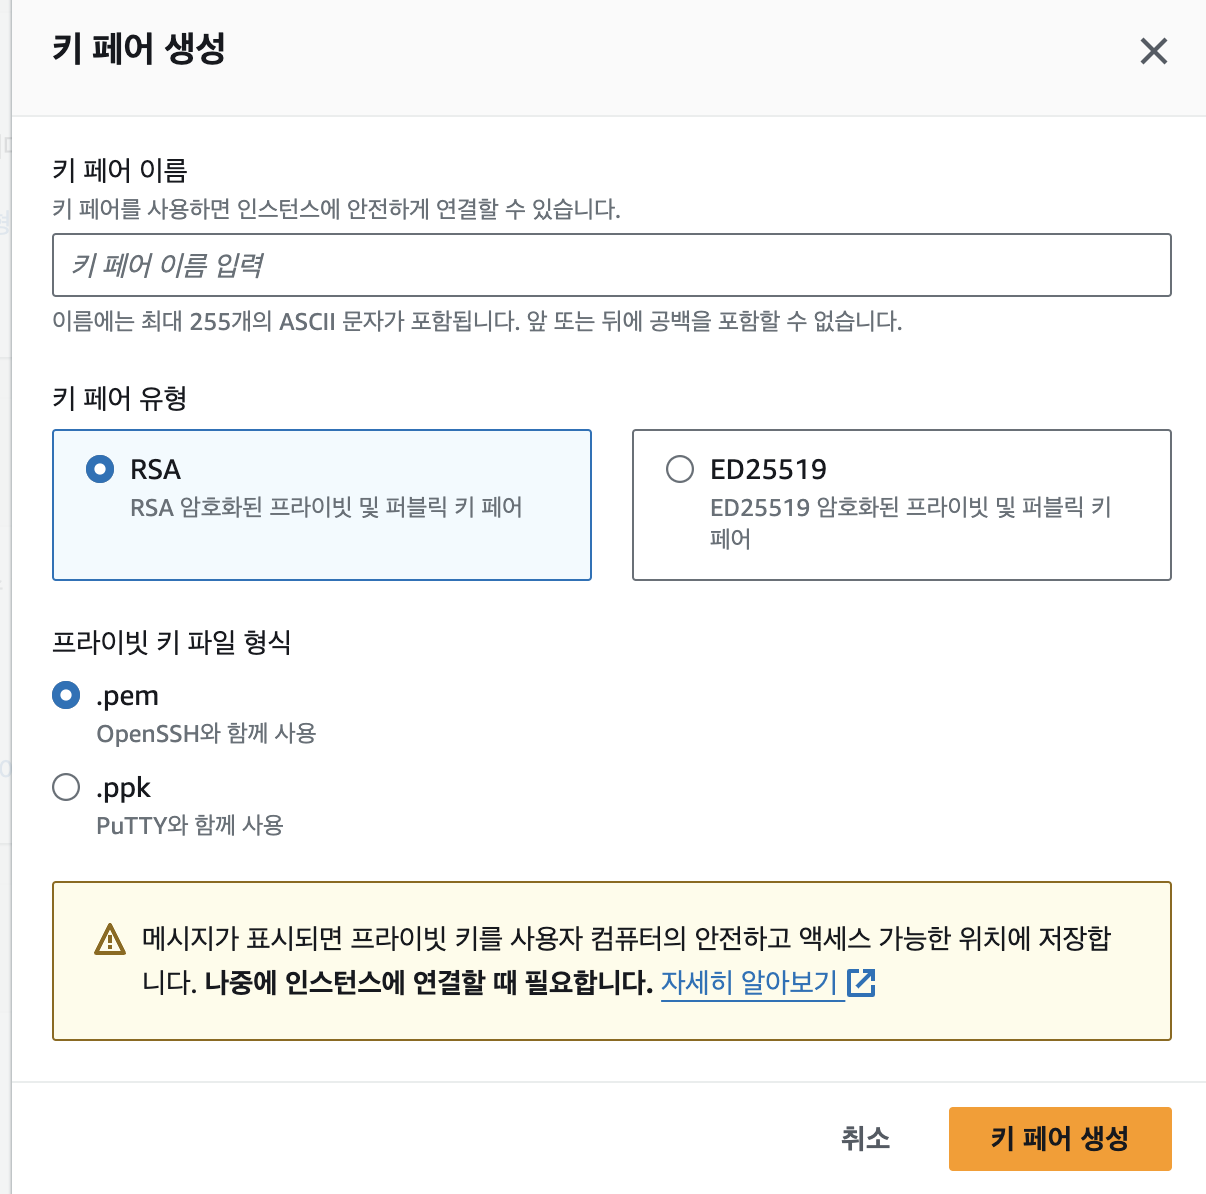 키 페어 생성
키 페어 이름
키 페어를 사용하면 인스턴스에 안전하게 연결할 수 있습니다.
키 페어 이름 입력
이름에는 최대 255개의 ASCII 문자가 포함됩니다. 앞 또는 뒤에 공백을 포함할 수 없습니다.
키 페어 유형
RSA
RSA 암호화된 프라이빗 및 퍼블릭 키 페어
ED25519
ED25519 암호화된 프라이빗 및 퍼블릭 키
페어
프라이빗 키 파일 형식
.pem
OpenSSH와 함께 사용
.ppk
PuTTY와 함께 사용
메시지가 표시되면 프라이빗 키를 사용자 컴퓨터의 안전하고 액세스 가능한 위치에 저장합
니다. 나중에 인스턴스에 연결할 때 필요합니다. 자세히 알아보기
취소
키 페어 생성